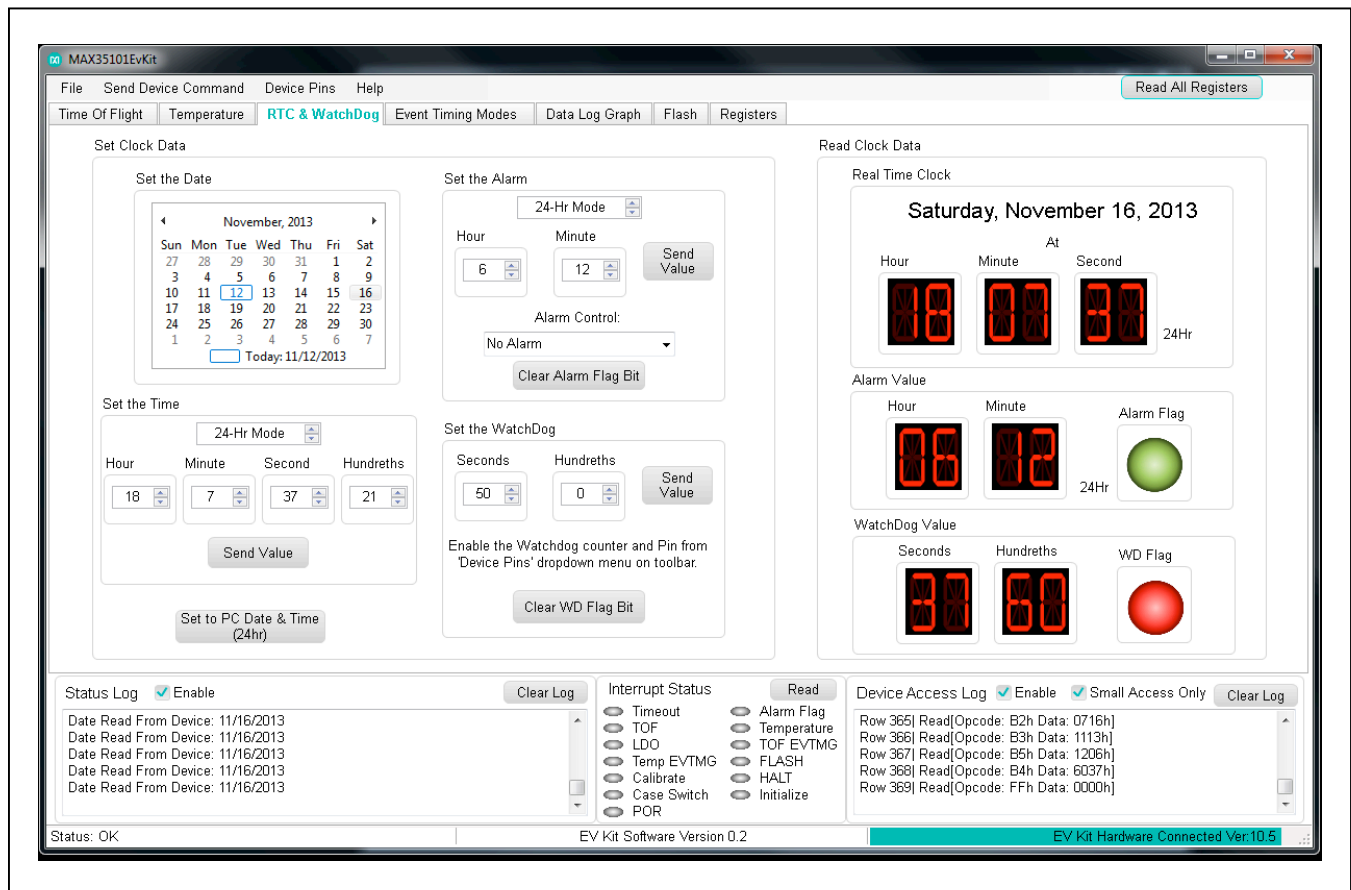 MAX35101EvKit
File Send Device Command Device Pins Help
Read All Registers
Time Of Flight Temperature RTC & WatchDog Event Timing Modes Data Log Graph Flash Registers
Set Clock Data
Set the Date
November, 2013
Sun Mon Tue Wed Thu Fri Sat
27 28 29 30 31 1 2
3 4 5 6 7 8 9
10 11 12 13 14 15 16
17 18 19 20 21 22 23
24 25 26 27 28 29 30
1 2 3 4 5 6 7
Today: 11/12/2013
Set the Time
24-Hr Mode
Hour Minute Second Hundreths
18 7 37 21
Send Value
Set to PC Date & Time
(24hr)
Set the Alarm
24-Hr Mode
Hour Minute
6 12
Send
Value
Alarm Control:
No Alarm
Clear Alarm Flag Bit
Set the WatchDog
Seconds Hundreths
50 0
Send
Value
Enable the Watchdog counter and Pin from
'Device Pins' dropdown menu on toolbar.
Clear WD Flag Bit
Read Clock Data
Real Time Clock
Saturday, November 16, 2013
At
Hour Minute Second
18 07 37
24Hr
Alarm Value
Hour Minute Alarm Flag
06 12
24Hr
WatchDog Value
Seconds Hundreths WD Flag
37 60
Status Log Enable Clear Log
Date Read From Device: 11/16/2013
Date Read From Device: 11/16/2013
Date Read From Device: 11/16/2013
Date Read From Device: 11/16/2013
Date Read From Device: 11/16/2013
Interrupt Status Read
Timeout Alarm Flag
TOF Temperature
LDO TOF EVTMG
Temp EVTMG FLASH
Calibrate HALT
Case Switch Initialize
POR
Device Access Log Enable Small Access Only Clear Log
Row 365| Read[Opcode: B2h Data: 0716h]
Row 366| Read[Opcode: B3h Data: 1113h]
Row 367| Read[Opcode: B5h Data: 1206h]
Row 368| Read[Opcode: B4h Data: 6037h]
Row 369| Read[Opcode: FFh Data: 0000h]
Status: OK
EV Kit Software Version 0.2
EV Kit Hardware Connected Ver:10.5